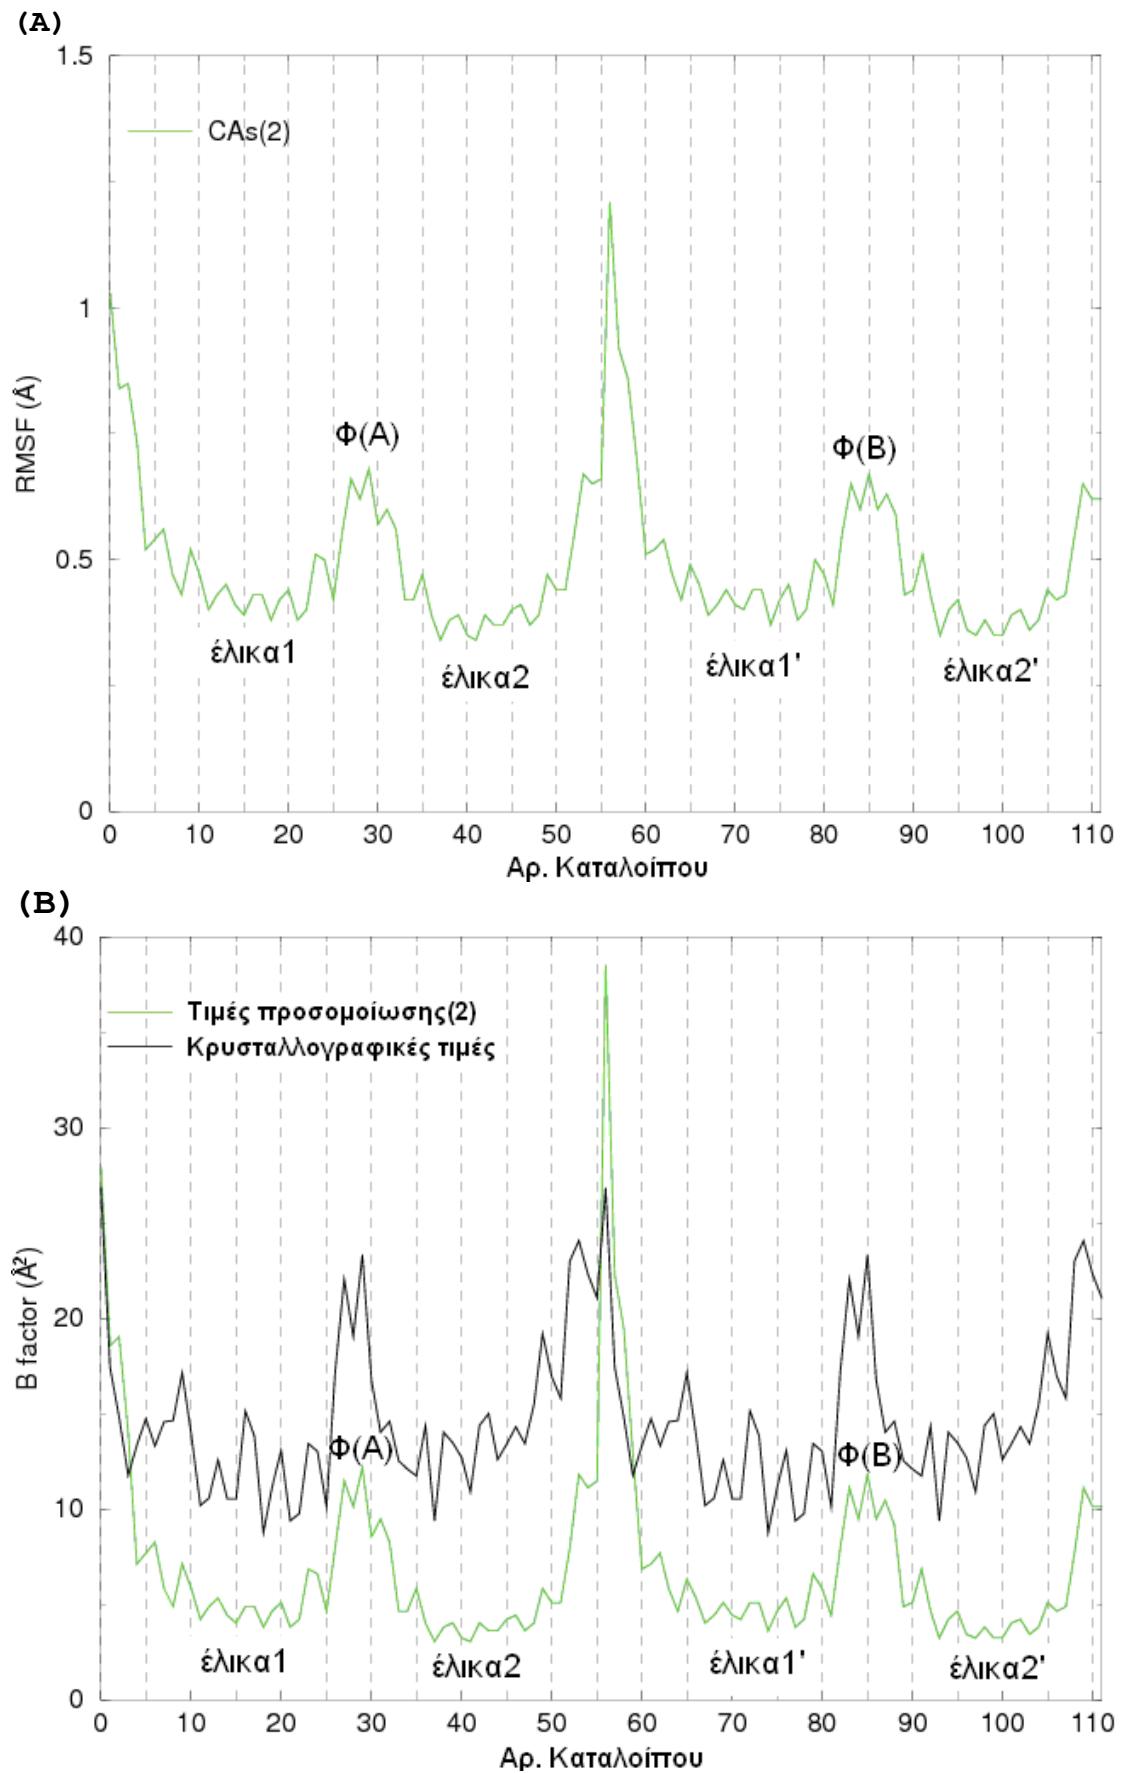 (A)
1.5
CAs(2)
1
Φ(A)
Φ(B)
RMSF (Å)
0.5
έλικα1
έλικα2
έλικα1'
έλικα2'
0
0 10 20 30 40 50 60 70 80 90 100 110
Αρ. Καταλοίπου
(B)
40
Τιμές προσομοίωσης(2)
Κρυσταλλογραφικές τιμές
30
B factor (Å²)
20
Φ(A)
Φ(B)
10
έλικα1
έλικα2
έλικα1'
έλικα2'
0
0 10 20 30 40 50 60 70 80 90 100 110
Αρ. Καταλοίπου